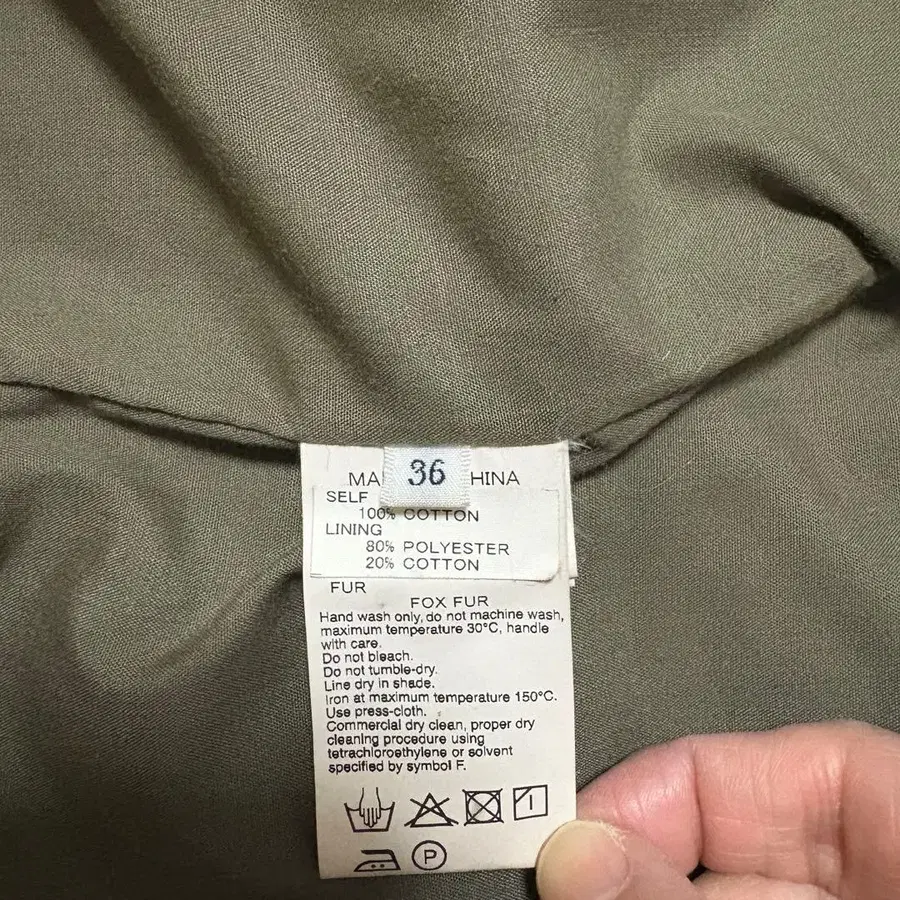 36
MA HINA
SELF
100% COTTON
LINING
80% POLYESTER
20% COTTON
FUR
FOX FUR
Hand wash only, do not machine wash,
maximum temperature 30°C, handle
with care.
Do not bleach.
Do not tumble-dry.
Line dry in shade.
Iron at maximum temperature 150°C.
Use press-cloth.
Commercial dry clean, proper dry
cleaning procedure using
tetrachloroethylene or solvent
specified by symbol F.
P